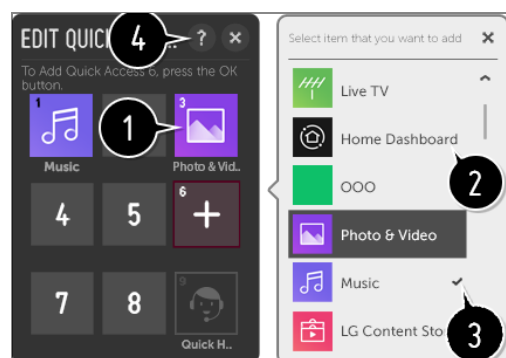 EDIT QUIC
4
..
?
To Add Quick Access 6, press the OK
button.
1
Music
1
3
Photo & Vid..
4
5
6
7
8
9
Quick H..
Select item that you want to add
Live TV
Home Dashboard
2
OOO
Photo & Video
Music
LG Content Sto
3